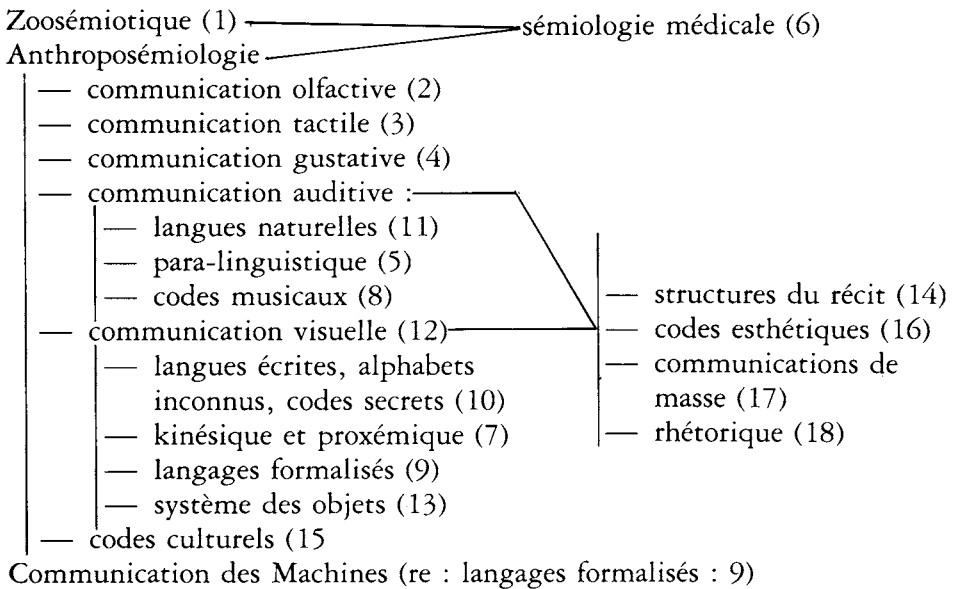 Zoosémiotique (1)
sémiologie médicale (6)
Anthroposémiologie
— communication olfactive (2)
— communication tactile (3)
— communication gustative (4)
— communication auditive :
— langues naturelles (11)
— para-linguistique (5)
— codes musicaux (8)
— communication visuelle (12)
— langues écrites, alphabets
inconnus, codes secrets (10)
— kinésique et proxémique (7)
— langages formalisés (9)
— système des objets (13)
— codes culturels (15
— structures du récit (14)
— codes esthétiques (16)
— communications de
masse (17)
— rhétorique (18)
Communication des Machines (re : langages formalisés : 9)